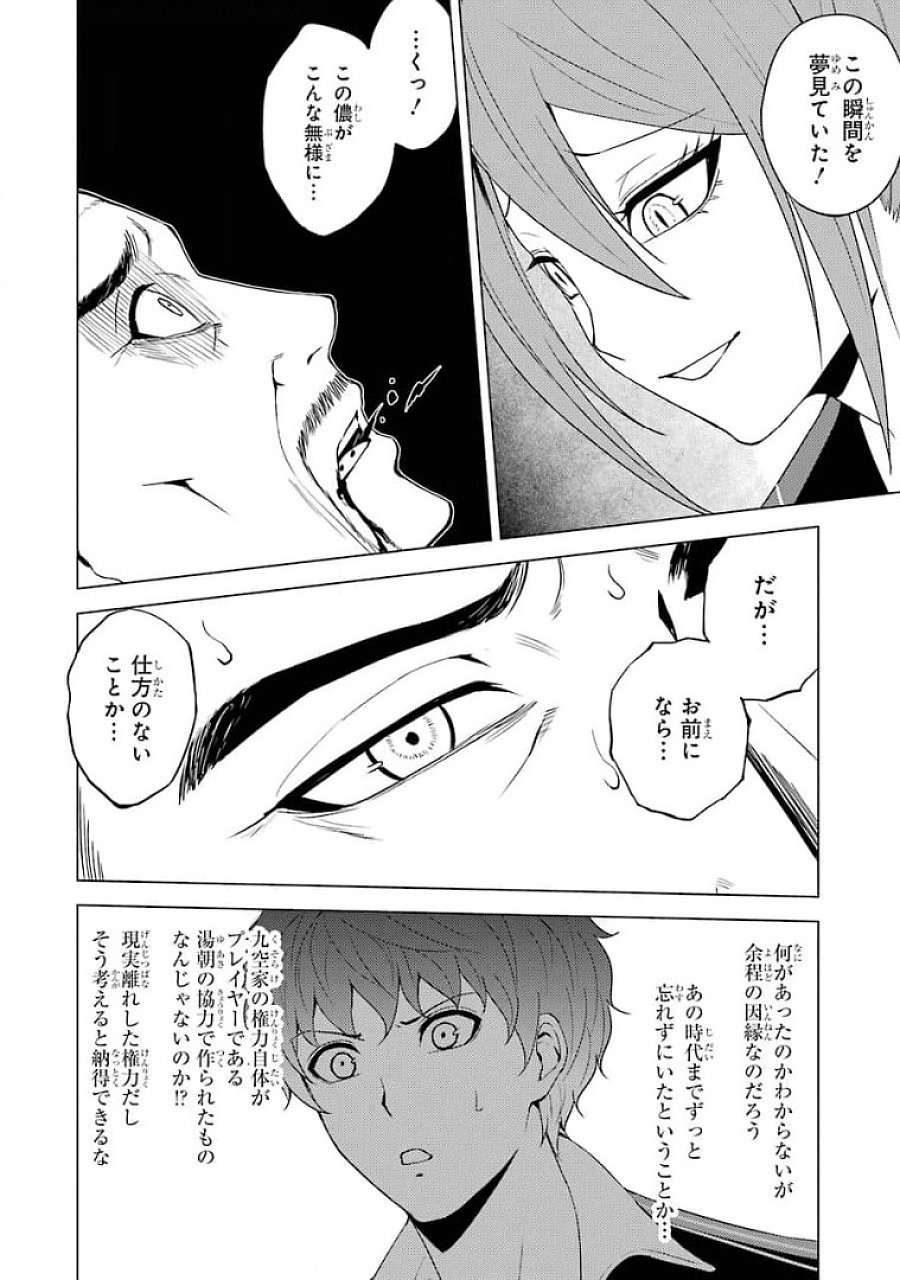 この瞬間を
夢見ていた！
…くっ！
この儂が
こんな無様に…
だが…
お前に
なら…
仕方のない
ことか…
何があったのかわからないが
余程の因縁なのだろう
あの時代までずっと
忘れずにいたということか…
九空家の権力自体が
プレイヤーである
湯朝の協力で作られたもの
なんじゃないのか!?
現実離れした権力だし
そう考えると納得できるな